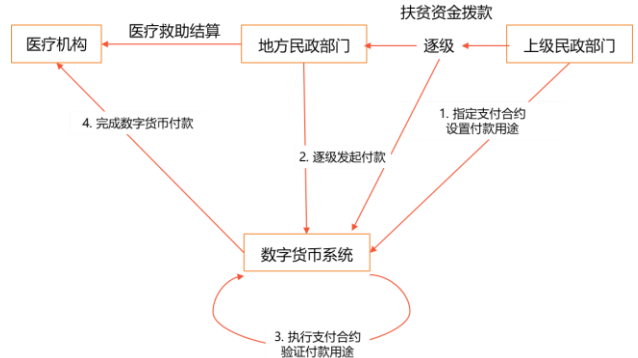 扶贫资金拨款
医疗机构
医疗救助结算
地方民政部门
逐级
上级民政部门
1. 指定支付合约
设置付款用途
4. 完成数字货币付款
2. 逐级发起付款
数字货币系统
3. 执行支付合约
验证付款用途